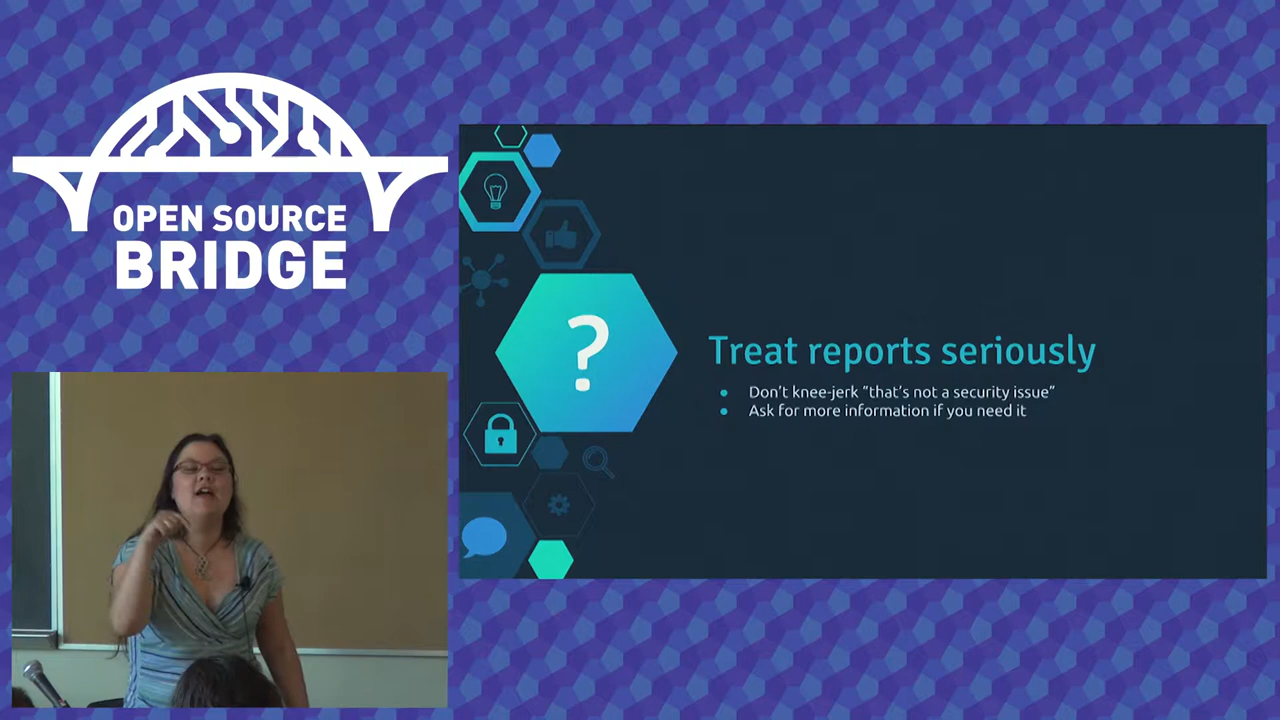 OPEN SOURCE
BRIDGE
?
Treat reports seriously
● Don't knee-jerk “that's not a security issue”
● Ask for more information if you need it